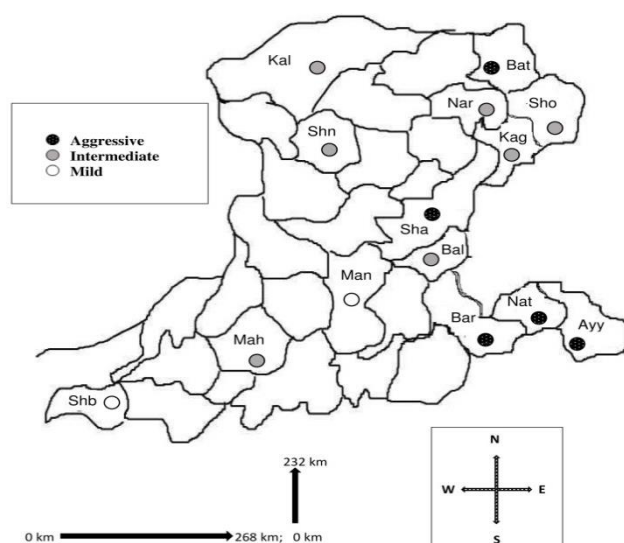 Kal
Bat
Nar
Sho
Shn
Kag
Aggressive
Intermediate
Mild
Sha
Bal
Man
Nat
Bar
Ayy
Mah
Shb
N
W E
S
232 km
0 km 268 km; 0 km